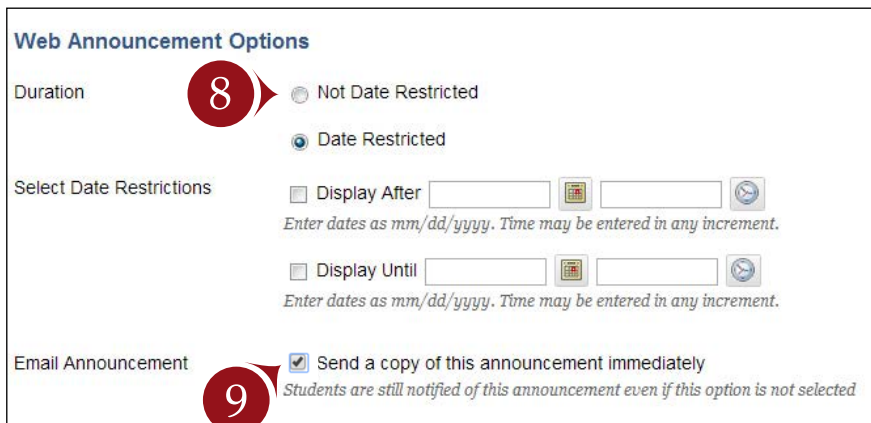 Web Announcement Options
Duration 8 Not Date Restricted
Date Restricted
Select Date Restrictions Display After
Enter dates as mm/dd/yyyy. Time may be entered in any increment.
Display Until
Enter dates as mm/dd/yyyy. Time may be entered in any increment.
Email Announcement Send a copy of this announcement immediately
9 Students are still notified of this announcement even if this option is not selected